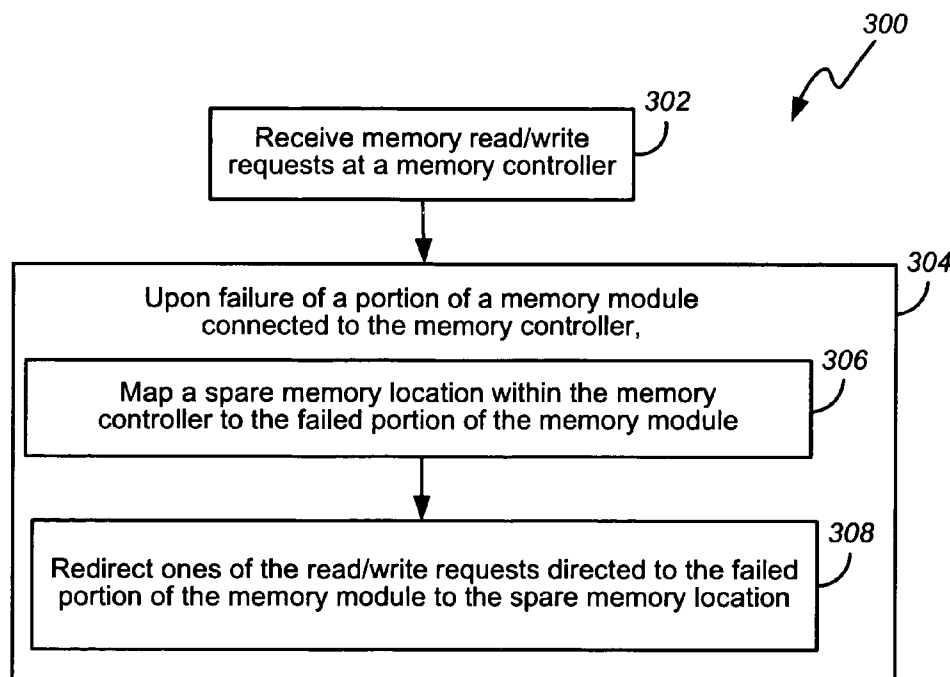 300
302
Receive memory read/write
requests at a memory controller
304
Upon failure of a portion of a memory module
connected to the memory controller,
306
Map a spare memory location within the memory
controller to the failed portion of the memory module
308
Redirect ones of the read/write requests directed to the failed
portion of the memory module to the spare memory location